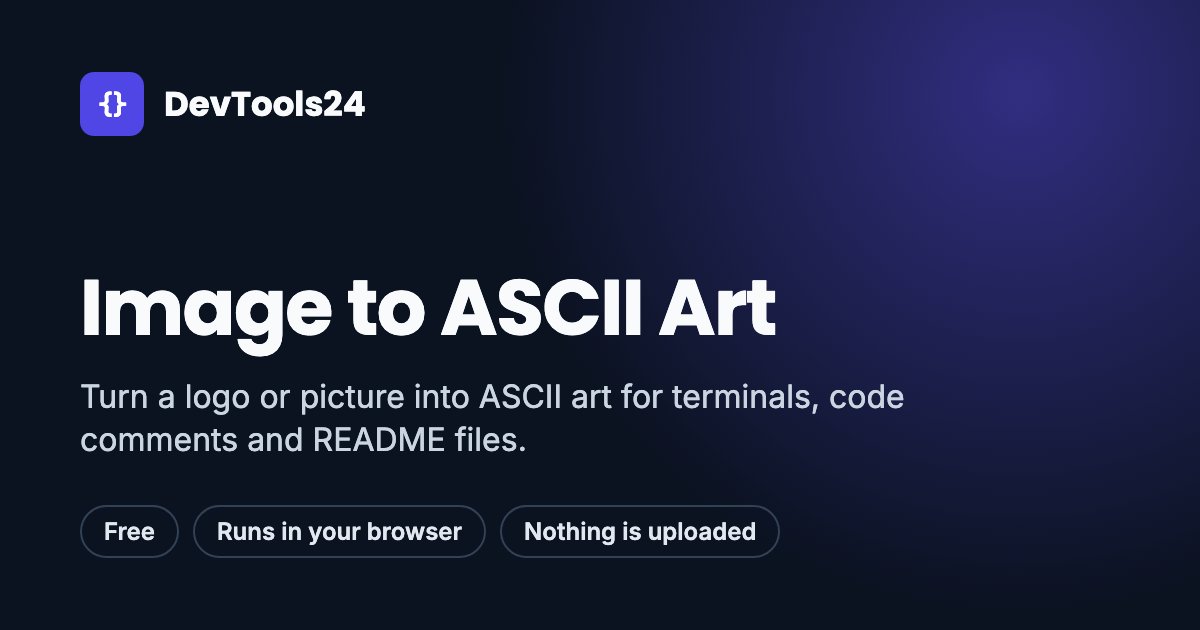 {}
DevTools24
Image to ASCII Art
Turn a logo or picture into ASCII art for terminals, code
comments and README files.
Free
Runs in your browser
Nothing is uploaded